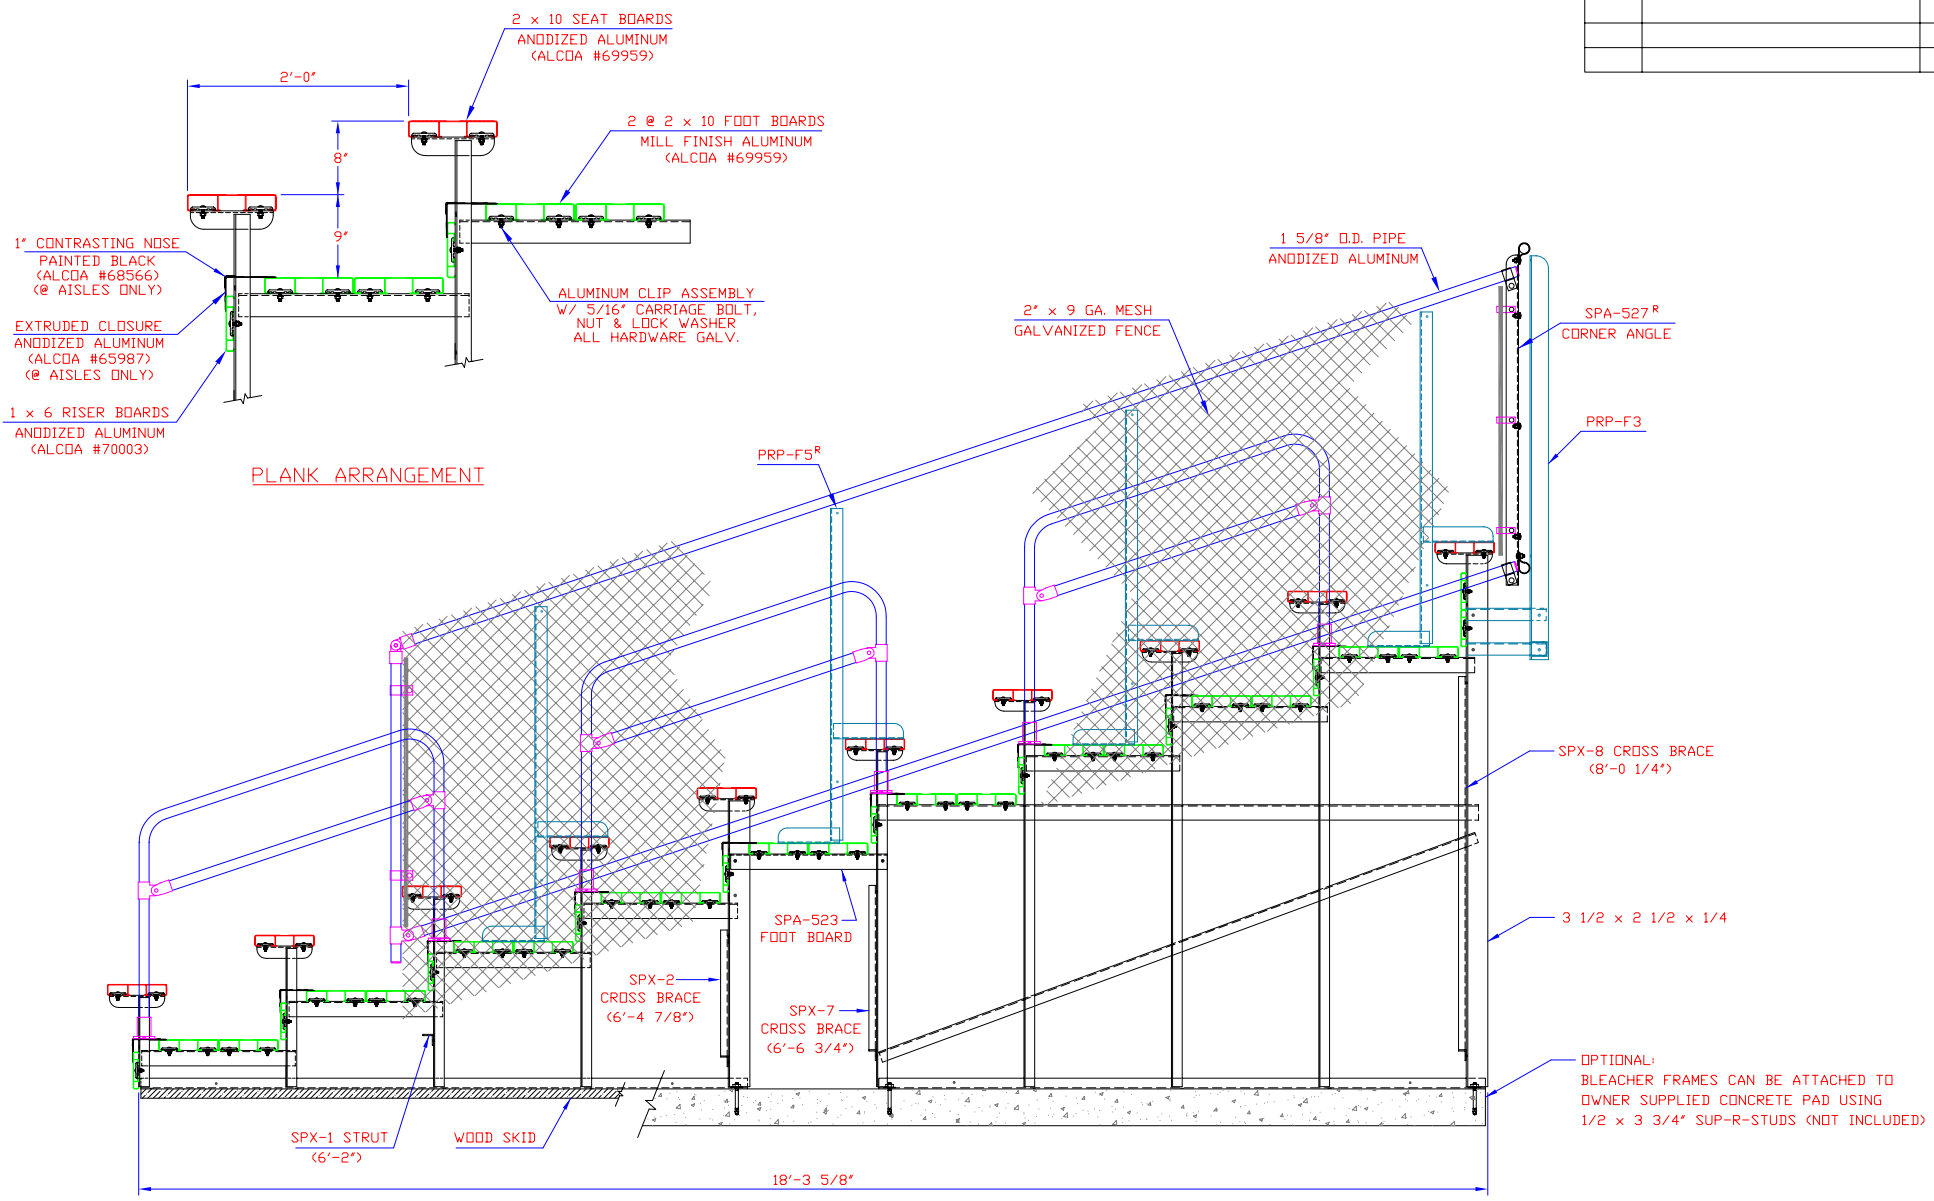 2 x 10 SEAT BOARDS
ANODIZED ALUMINUM
(ALCOA #69959)
2'-0"
8"
9"
2 @ 2 x 10 FOOT BOARDS
MILL FINISH ALUMINUM
(ALCOA #69959)
1" CONTRASTING NOSE
PAINTED BLACK
(ALCOA #68566)
(@ AISLES ONLY)
EXTRUDED CLOSURE
ANODIZED ALUMINUM
(ALCOA #65987)
(@ AISLES ONLY)
1 x 6 RISER BOARDS
ANODIZED ALUMINUM
(ALCOA #70003)
ALUMINUM CLIP ASSEMBLY
W/ 5/16" CARRIAGE BOLT,
NUT & LOCK WASHER
ALL HARDWARE GALV.
PLANK ARRANGEMENT
1 5/8" O.D. PIPE
ANODIZED ALUMINUM
2" x 9 GA. MESH
GALVANIZED FENCE
SPA-527 R
CORNER ANGLE
PRP-F3
PRP-F5 R
SPX-8 CROSS BRACE
(8'-0 1/4")
3 1/2 x 2 1/2 x 1/4
SPA-523
FOOT BOARD
SPX-2
CROSS BRACE
(6'-4 7/8")
SPX-7
CROSS BRACE
(6'-6 3/4")
OPTIONAL:
BLEACHER FRAMES CAN BE ATTACHED TO
OWNER SUPPLIED CONCRETE PAD USING
1/2 x 3 3/4" SUP-R-STUDS (NOT INCLUDED)
SPX-1 STRUT
(6'-2")
WOOD SKID
18'-3 5/8"